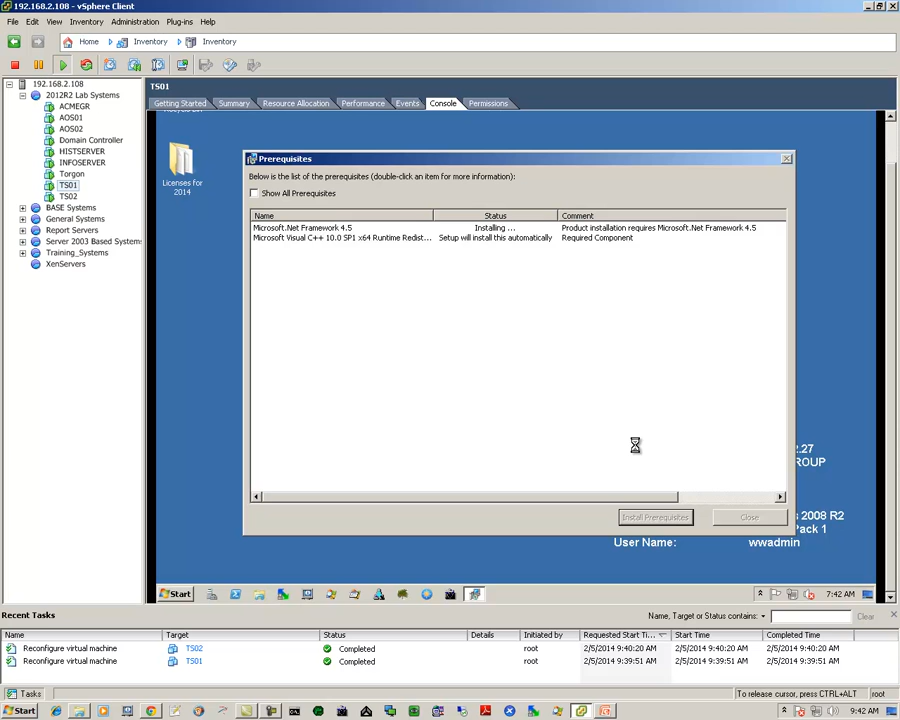 192.168.2.108 - vSphere Client
File Edit View Inventory Administration Plug-ins Help
Home Inventory Inventory
192.168.2.108
2012R2 Lab Systems
ACMEGR
AOS01
AOS02
Domain Controller
HISTSERVER
INFOSERVER
Torgon
TS01
TS02
BASE Systems
General Systems
Report Servers
Server 2003 Based Systems
Training_Systems
XenServers
TS01
Getting Started Summary Resource Allocation Performance Events Console Permissions
Licenses for
2014
Prerequisites
Below is the list of the prerequisites (double-click an item for more information):
Show All Prerequisites
Name Status Comment
Microsoft.Net Framework 4.5 Installing ... Product installation requires Microsoft.Net Framework 4.5
Microsoft Visual C++ 10.0 SP1 x64 Runtime Redist... Setup will install this automatically Required Component
Install Prerequisites Close
2.27
ROUP
s 2008 R2
Pack 1
User Name: wwadmin
Start 7:42 AM
Recent Tasks
Name, Target or Status contains: Clear
Name Target Status Details Initiated by Requested Start Ti... Start Time Completed Time
Reconfigure virtual machine TS02 Completed root 2/5/2014 9:40:20 AM 2/5/2014 9:40:20 AM 2/5/2014 9:40:20 AM
Reconfigure virtual machine TS01 Completed root 2/5/2014 9:39:51 AM 2/5/2014 9:39:51 AM 2/5/2014 9:39:51 AM
Tasks To release cursor, press CTRL+ALT root
Start 9:42 AM